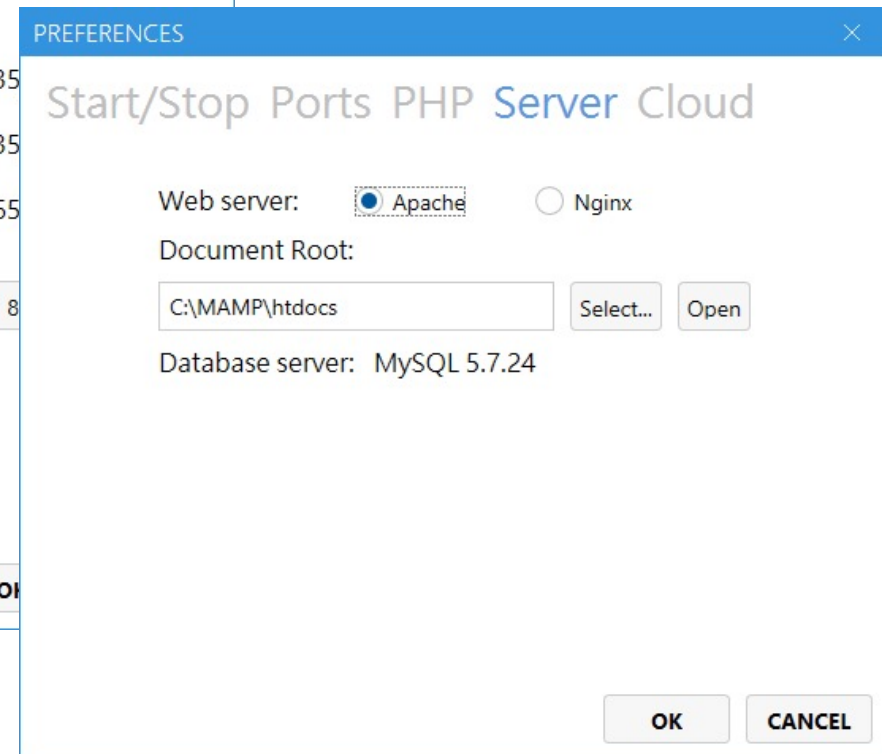 PREFERENCES
Start/Stop Ports PHP Server Cloud
Web server: Apache Nginx
Document Root:
C:\MAMP\htdocs Select... Open
Database server: MySQL 5.7.24
OK CANCEL